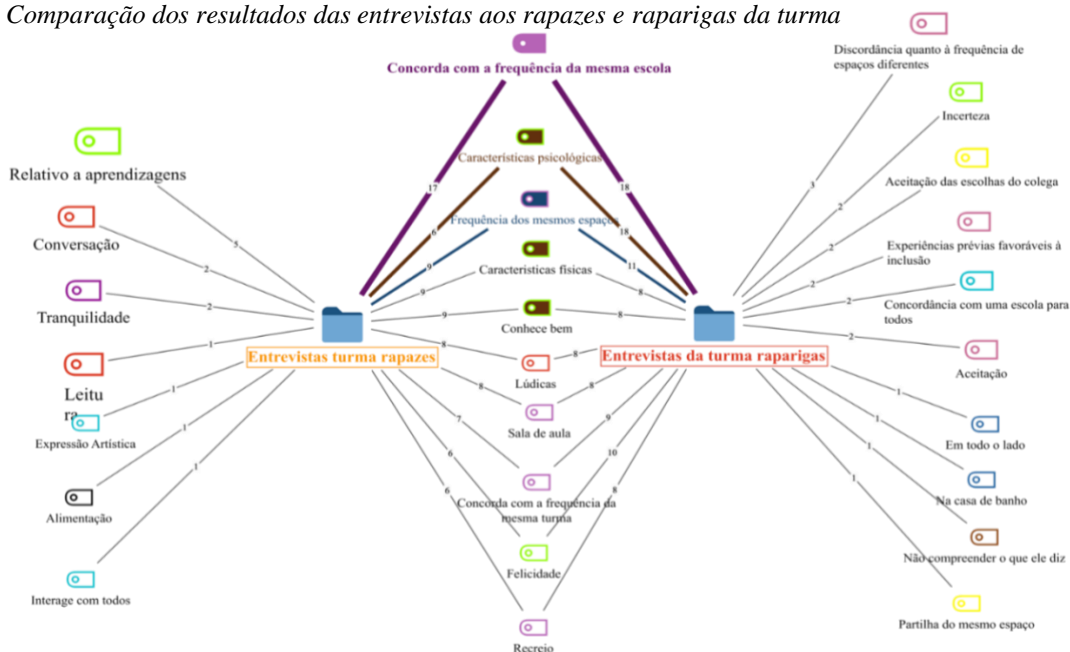 Comparação dos resultados das entrevistas aos rapazes e raparigas da turma
Concorda com a frequência da mesma escola
Discordância quanto à frequência de
espaços diferentes
Incerteza
Características psicológicas
Relativo a aprendizagens
Aceitação das escolhas do colega
17
18
Frequência dos mesmos espaços
Conversação
6
18
Experiências prévias favoráveis à
inclusão
Características físicas
9
11
5
3
2
2
2
Tranquilidade
2
9
8
2
Concordância com uma escola para
todos
2
Conhece bem
9
8
2
Entrevistas turma rapazes
Entrevistas da turma raparigas
1
8
8
Aceitação
Leitu
ra
Lúdicas
1
8
8
1
Expressão Artística
Sala de aula
Em todo o lado
1
7
9
1
6
10
1
Concorda com a frequência da
mesma turma
Na casa de banho
1
6
8
1
Alimentação
Não compreender o que ele diz
Felicidade
Interage com todos
Partilha do mesmo espaço
Recreio